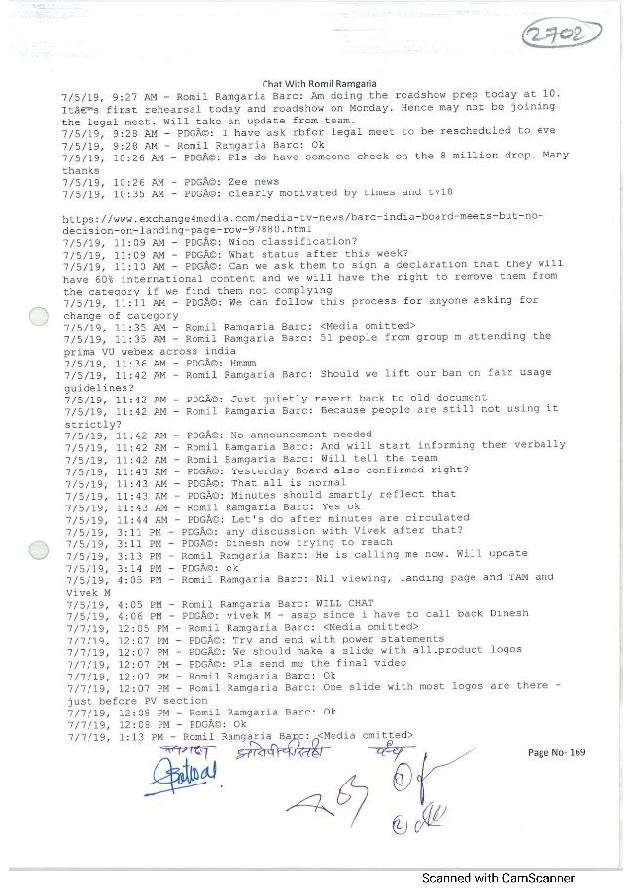 2702
Chat With Romil Ramgaria
7/5/19, 9:27 AM - Romil Ramgaria Barc: Am doing the roadshow prep today at 10.
Itâ€™s first rehearsal today and roadshow on Monday. Hence may not be joining
the legal meet. Will take an update from team.
7/5/19, 9:28 AM - PDGÂ©: I have ask rbfor legal meet to be rescheduled to eve
7/5/19, 9:28 AM - Romil Ramgaria Barc: Ok
7/5/19, 10:26 AM - PDGÂ©: Pls do have someone check on the 8 million drop. Many
thanks
7/5/19, 10:26 AM - PDGÂ©: Zee news
7/5/19, 10:35 AM - PDGÂ©: clearly motivated by times and tv18
https://www.exchange4media.com/media-tv-news/barc-india-board-meets-but-no-
decision-on-landing-page-row-97880.html
7/5/19, 11:09 AM - PDGÂ©: Wion classification?
7/5/19, 11:09 AM - PDGÂ©: What status after this week?
7/5/19, 11:10 AM - PDGÂ©: Can we ask them to sign a declaration that they will
have 60% international content and we will have the right to remove them from
the category if we find them not complying
7/5/19, 11:11 AM - PDGÂ©: We can follow this process for anyone asking for
change of category
7/5/19, 11:35 AM - Romil Ramgaria Barc: <Media omitted>
7/5/19, 11:35 AM - Romil Ramgaria Barc: 51 people from group m attending the
prima VU webex across india
7/5/19, 11:36 AM - PDGÂ©: Hmmm
7/5/19, 11:42 AM - Romil Ramgaria Barc: Should we lift our ban on fair usage
guidelines?
7/5/19, 11:42 AM - PDGÂ©: Just quietly revert back to old document
7/5/19, 11:42 AM - Romil Ramgaria Barc: Because people are still not using it
strictly?
7/5/19, 11:42 AM - PDGÂ©: No announcement needed
7/5/19, 11:42 AM - Romil Ramgaria Barc: And will start informing them verbally
7/5/19, 11:42 AM - Romil Ramgaria Barc: Will tell the team
7/5/19, 11:43 AM - PDGÂ©: Yesterday Board also confirmed right?
7/5/19, 11:43 AM - PDGÂ©: That all is normal
7/5/19, 11:43 AM - PDGÂ©: Minutes should smartly reflect that
7/5/19, 11:43 AM - Romil Ramgaria Barc: Yes ok
7/5/19, 11:44 AM - PDGÂ©: Let's do after minutes are circulated
7/5/19, 3:11 PM - PDGÂ©: any discussion with Vivek after that?
7/5/19, 3:11 PM - PDGÂ©: Dinesh now trying to reach
7/5/19, 3:13 PM - Romil Ramgaria Barc: He is calling me now. Will update
7/5/19, 3:14 PM - PDGÂ©: ok
7/5/19, 4:05 PM - Romil Ramgaria Barc: Nil viewing, Landing page and TAM and
Vivek M
7/5/19, 4:05 PM - Romil Ramgaria Barc: WILL CHAT
7/5/19, 4:06 PM - PDGÂ©: vivek M - asap since i have to call back Dinesh
7/7/19, 12:05 PM - Romil Ramgaria Barc: <Media omitted>
7/7/19, 12:07 PM - PDGÂ©: Try and end with power statements
7/7/19, 12:07 PM - PDGÂ©: We should make a slide with all.product logos
7/7/19, 12:07 PM - PDGÂ©: Pls send me the final video
7/7/19, 12:07 PM - Romil Ramgaria Barc: Ok
7/7/19, 12:07 PM - Romil Ramgaria Barc: One slide with most logos are there -
just before PV section
7/7/19, 12:08 PM - Romil Ramgaria Barc: Ok
7/7/19, 12:08 PM - PDGÂ©: Ok
7/7/19, 1:13 PM - Romil Ramgaria Barc: <Media omitted>
पंच
Page No- 169
Scanned with CamScanner